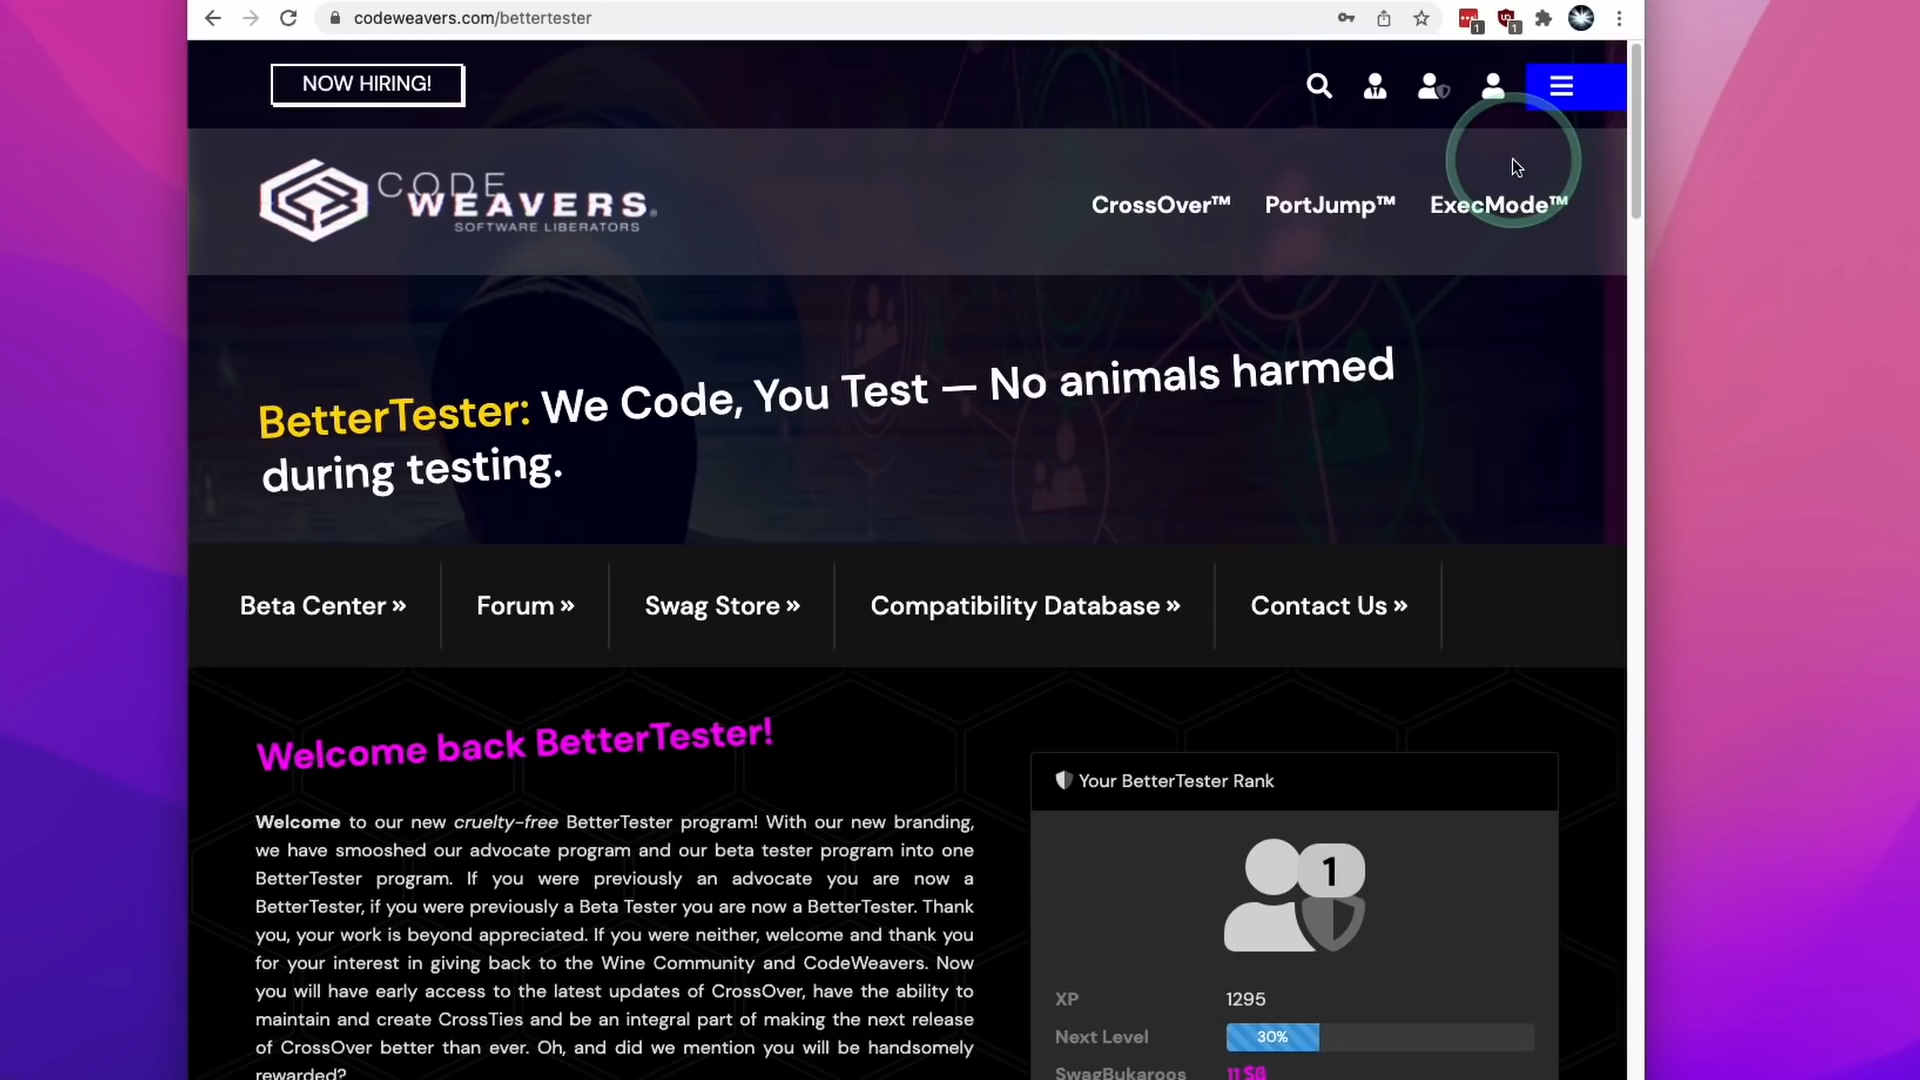 codeweavers.com/bettertester
1
1
NOW HIRING!
CODE
WEAVERS®
SOFTWARE LIBERATORS
CrossOver™ PortJump™ ExecMode™
BetterTester: We Code, You Test — No animals harmed
during testing.
Beta Center » Forum » Swag Store » Compatibility Database » Contact Us »
Welcome back BetterTester!
Welcome to our new cruelty-free BetterTester program! With our new branding,
we have smooshed our advocate program and our beta tester program into one
BetterTester program. If you were previously an advocate you are now a
BetterTester, if you were previously a Beta Tester you are now a BetterTester. Thank
you, your work is beyond appreciated. If you were neither, welcome and thank you
for your interest in giving back to the Wine Community and CodeWeavers. Now
you will have early access to the latest updates of CrossOver, have the ability to
maintain and create CrossTies and be an integral part of making the next release
of CrossOver better than ever. Oh, and did we mention you will be handsomely
rewarded?
Your BetterTester Rank
1
XP 1295
Next Level 30%
SwagBukaroos 11 $ß